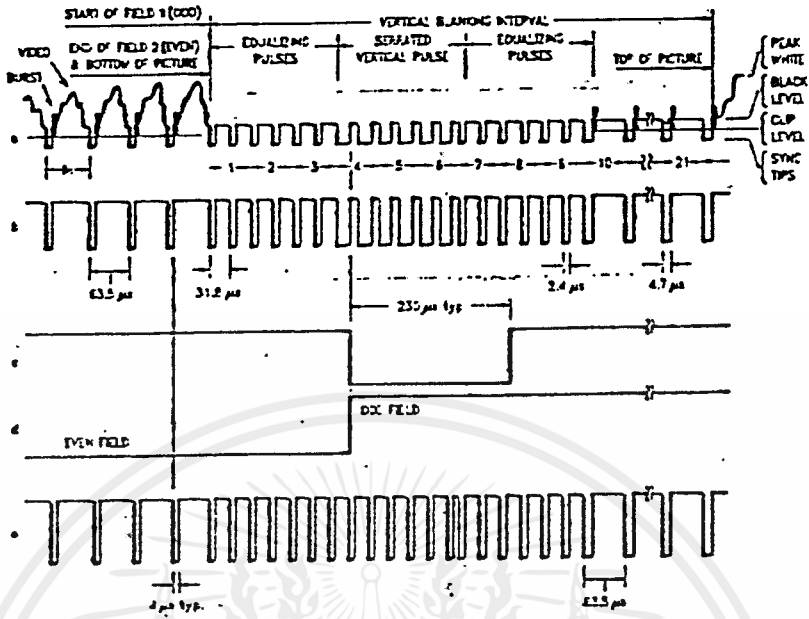 START OF FIELD 1 (ODD)
VERTICAL BLANKING INTERVAL
END OF FIELD 2 (EVEN)
& BOTTOM OF PICTURE
EQUALIZING
PULSES
SERRATED
VERTICAL PULSE
EQUALIZING
PULSES
TOP OF PICTURE
VIDEO
BURST
PEAK
WHITE
BLACK
LEVEL
CLIP
LEVEL
SYNC
TIPS
1 2 3 4 5 6 7 8 9 10 21
b
63.5 µs
31.8 µs
2.4 µs
4.7 µs
230 µs typ.
c
d
EVEN FIELD
ODD FIELD
e
4 µs typ.
63.5 µs